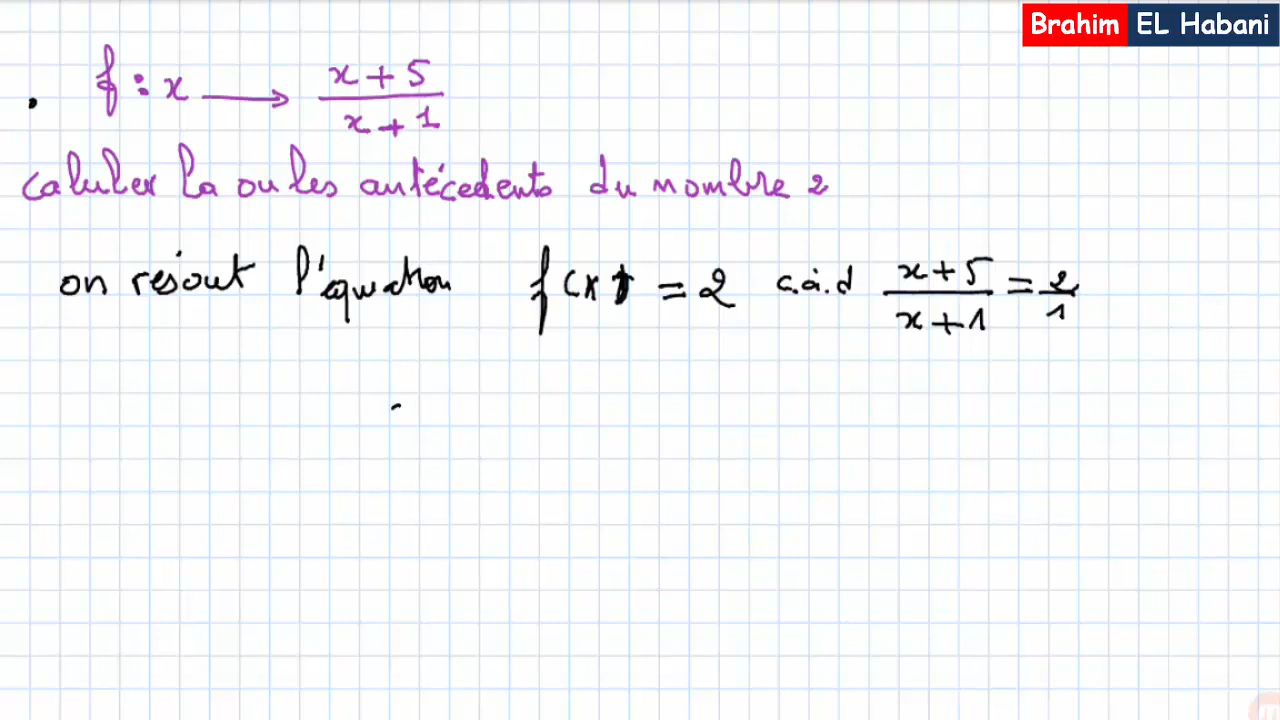 Brahim EL Habani
f : x ⟶ (x + 5)/(x + 1)
calculer la ou les antécedents du nombre 2
on résout l'équation f(x) = 2 c.à.d (x + 5)/(x + 1) = 2/1